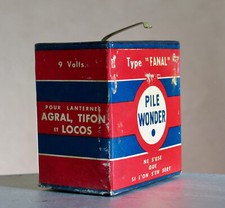 9 Volts
POUR LANTERNES
AGRAL, TIFON
ET LOCOS
Type "FANAL"
PILE
WONDER
NE S'USE
QUE
SI L'ON S'EN SERT